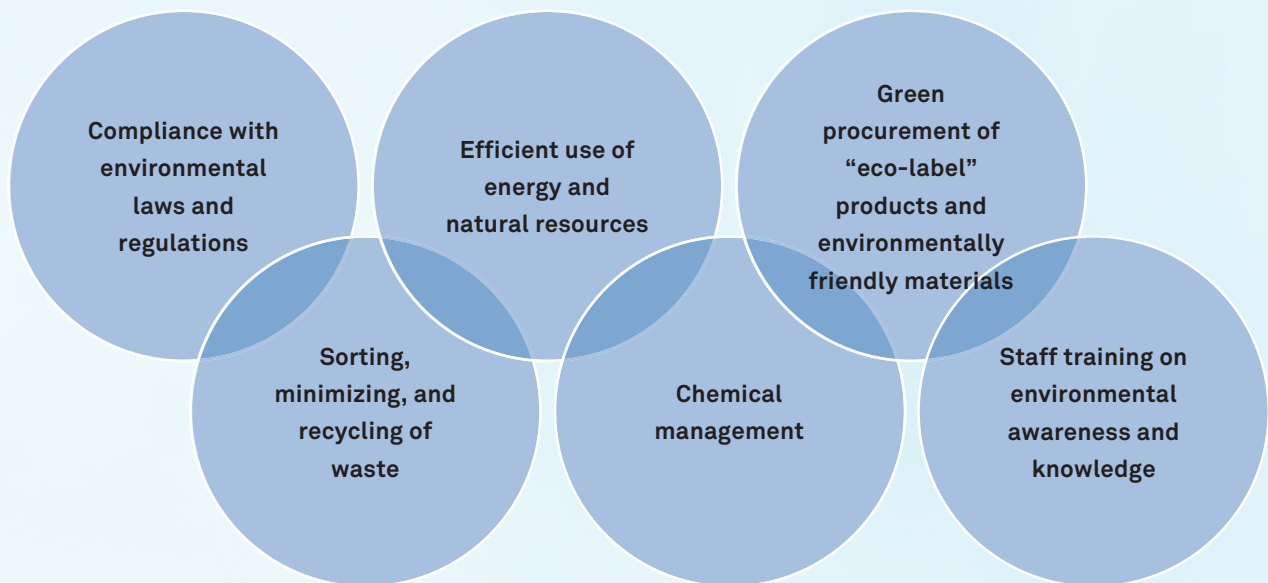 Compliance with
environmental
laws and
regulations
Efficient use of
energy and
natural resources
Green
procurement of
“eco-label”
products and
environmentally
friendly materials
Sorting,
minimizing, and
recycling of
waste
Chemical
management
Staff training on
environmental
awareness and
knowledge